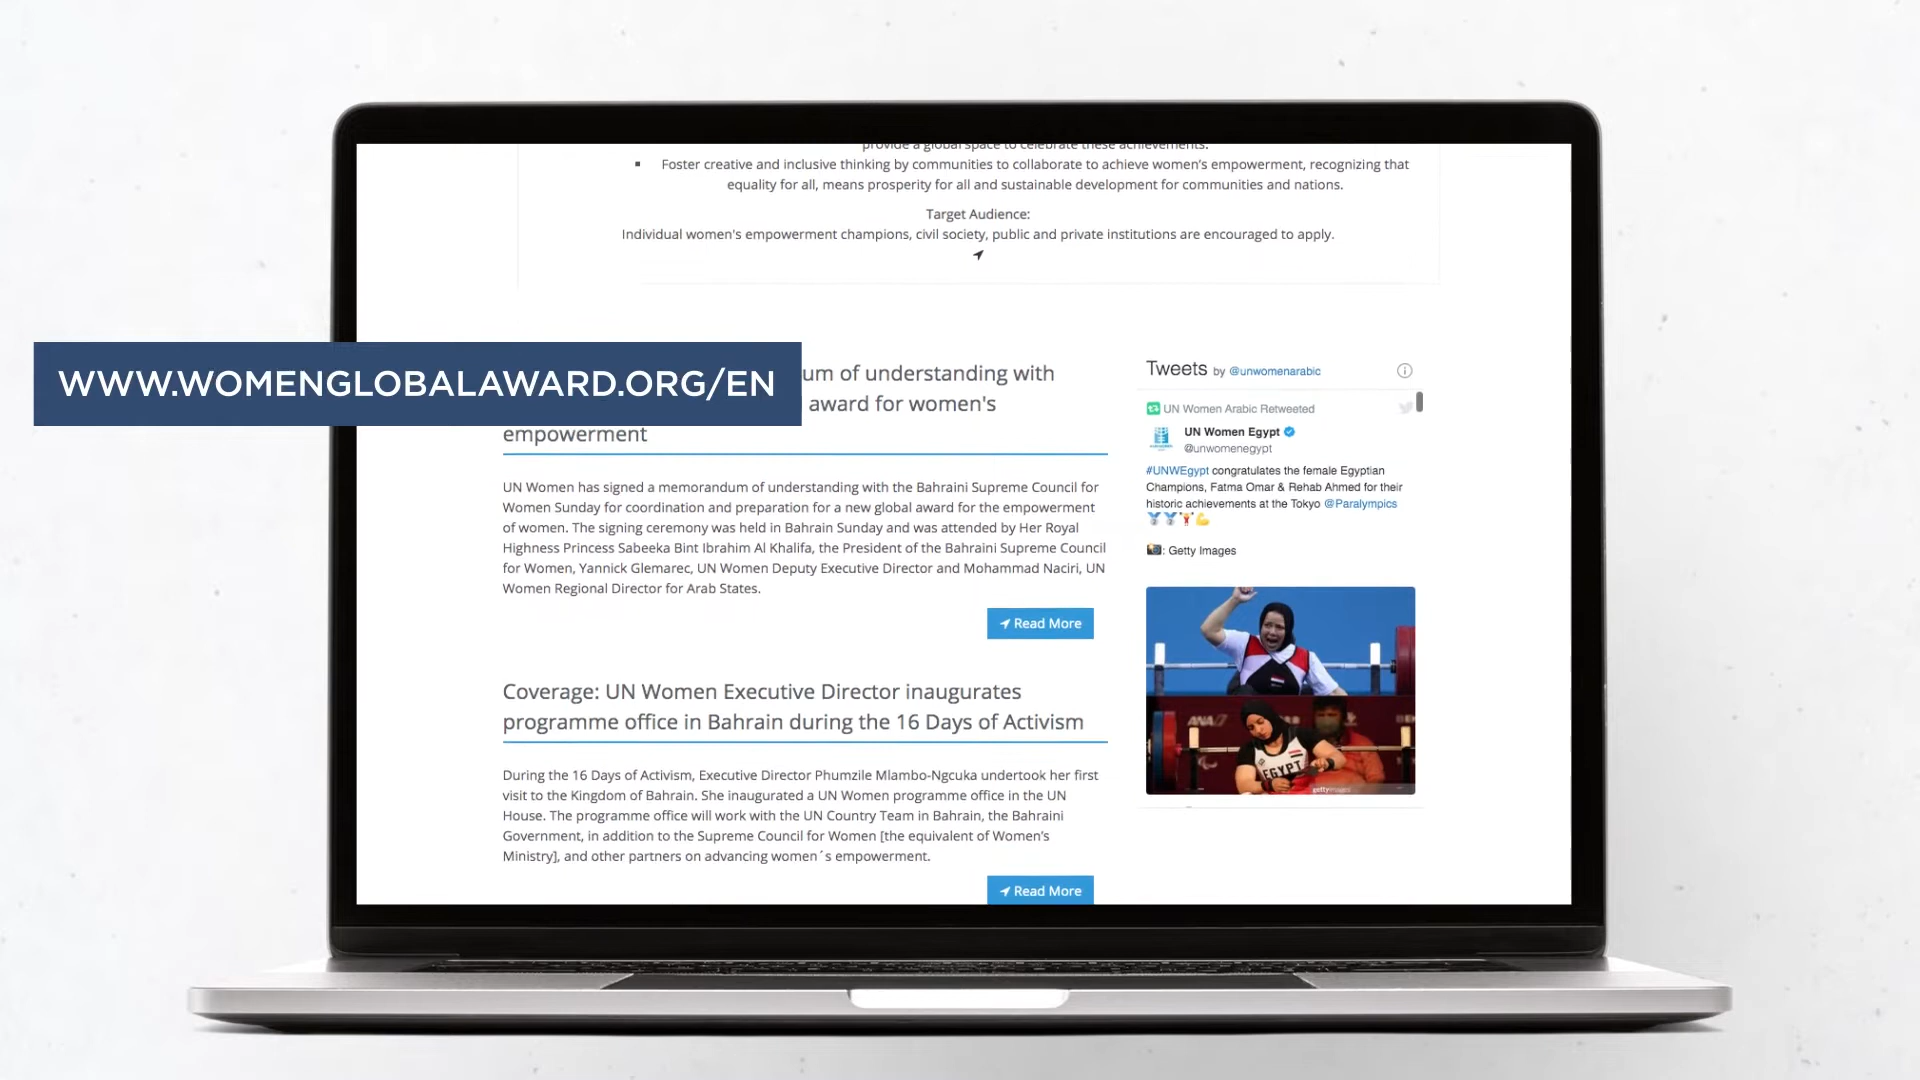 provide a global space to celebrate these achievements.
▪ Foster creative and inclusive thinking by communities to collaborate to achieve women's empowerment, recognizing that
equality for all, means prosperity for all and sustainable development for communities and nations.
Target Audience:
Individual women's empowerment champions, civil society, public and private institutions are encouraged to apply.
WWW.WOMENGLOBALAWARD.ORG/EN
um of understanding with
award for women's
empowerment
UN Women has signed a memorandum of understanding with the Bahraini Supreme Council for
Women Sunday for coordination and preparation for a new global award for the empowerment
of women. The signing ceremony was held in Bahrain Sunday and was attended by Her Royal
Highness Princess Sabeeka Bint Ibrahim Al Khalifa, the President of the Bahraini Supreme Council
for Women, Yannick Glemarec, UN Women Deputy Executive Director and Mohammad Naciri, UN
Women Regional Director for Arab States.
Read More
Coverage: UN Women Executive Director inaugurates
programme office in Bahrain during the 16 Days of Activism
During the 16 Days of Activism, Executive Director Phumzile Mlambo-Ngcuka undertook her first
visit to the Kingdom of Bahrain. She inaugurated a UN Women programme office in the UN
House. The programme office will work with the UN Country Team in Bahrain, the Bahraini
Government, in addition to the Supreme Council for Women [the equivalent of Women's
Ministry], and other partners on advancing women´s empowerment.
Read More
Tweets by @unwomenarabic
UN Women Arabic Retweeted
UN Women Egypt
@unwomenegypt
#UNWEgypt congratulates the female Egyptian
Champions, Fatma Omar & Rehab Ahmed for their
historic achievements at the Tokyo @Paralympics
🥈🥈🏋💪
📸: Getty Images
ANA
EGYPT
gettyimages